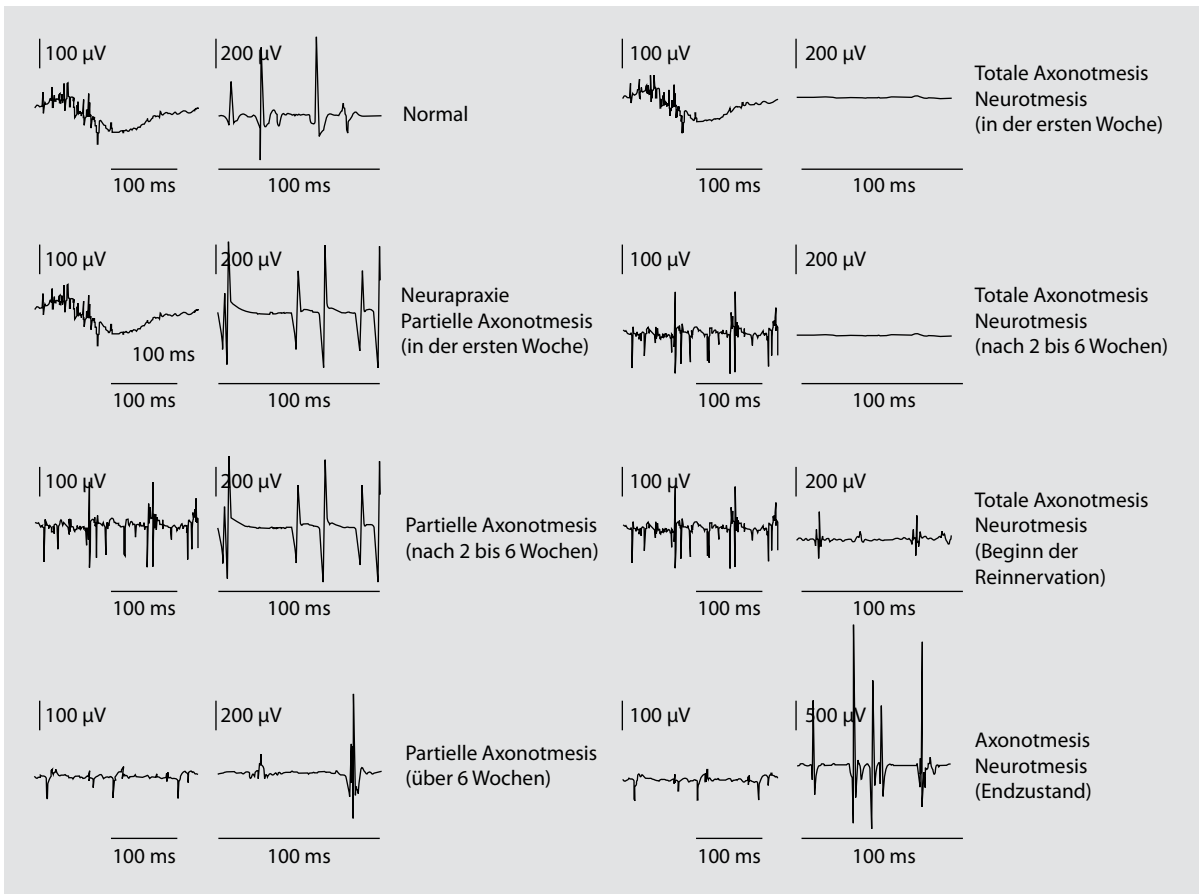 100 µV
200 µV
Normal
100 ms
100 ms
100 µV
200 µV
Totale Axonotmesis
Neurotmesis
(in der ersten Woche)
100 ms
100 ms
100 µV
200 µV
Neurapraxie
Partielle Axonotmesis
(in der ersten Woche)
100 ms
100 ms
100 ms
100 µV
200 µV
Totale Axonotmesis
Neurotmesis
(nach 2 bis 6 Wochen)
100 ms
100 ms
100 µV
200 µV
Partielle Axonotmesis
(nach 2 bis 6 Wochen)
100 ms
100 ms
100 µV
200 µV
Totale Axonotmesis
Neurotmesis
(Beginn der
Reinnervation)
100 ms
100 ms
100 µV
200 µV
Partielle Axonotmesis
(über 6 Wochen)
100 ms
100 ms
100 µV
500 µV
Axonotmesis
Neurotmesis
(Endzustand)
100 ms
100 ms